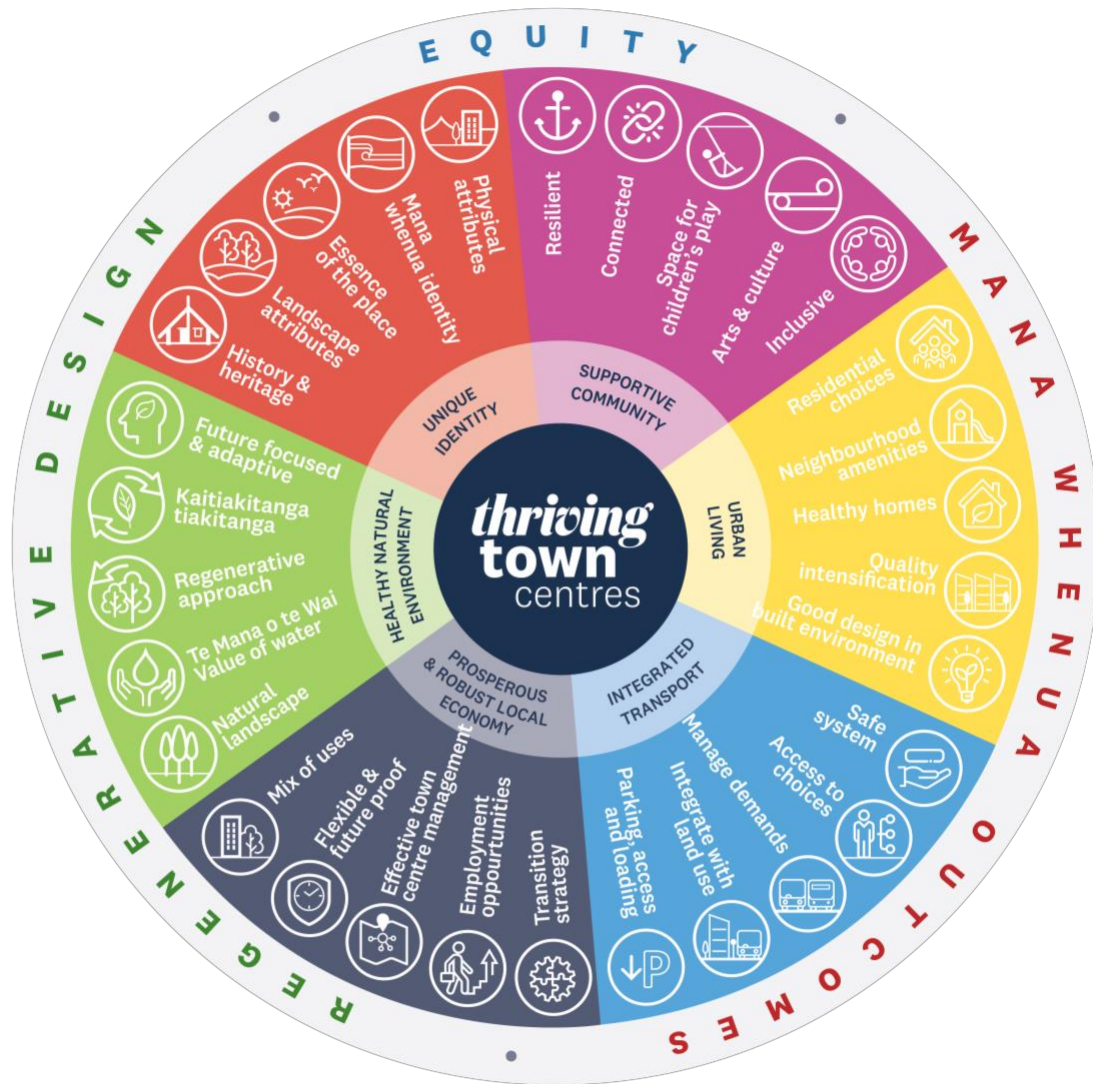 EQUITY
MANA WHENUA OUTCOMES
REGENERATIVE DESIGN
thriving
town
centres
SUPPORTIVE
COMMUNITY
Resilient
Connected
Space for
children's play
Arts & culture
Inclusive
URBAN
LIVING
Residential
choices
Neighbourhood
amenities
Healthy homes
Quality
intensification
Good design in
built environment
INTEGRATED
TRANSPORT
Safe
system
Access to
choices
Manage demands
Integrate with
land use
Parking, access
and loading
P
PROSPEROUS
& ROBUST LOCAL
ECONOMY
Transition
strategy
Employment
oppourtunities
Effective town
centre management
Flexible &
future proof
Mix of uses
HEALTHY NATURAL
ENVIRONMENT
Natural
landscape
Te Mana o te Wai
Value of water
Regenerative
approach
Kaitiakitanga
tiakitanga
Future focused
& adaptive
UNIQUE
IDENTITY
History &
heritage
Landscape
attributes
Essence
of the place
Mana
whenua identity
Physical
attributes